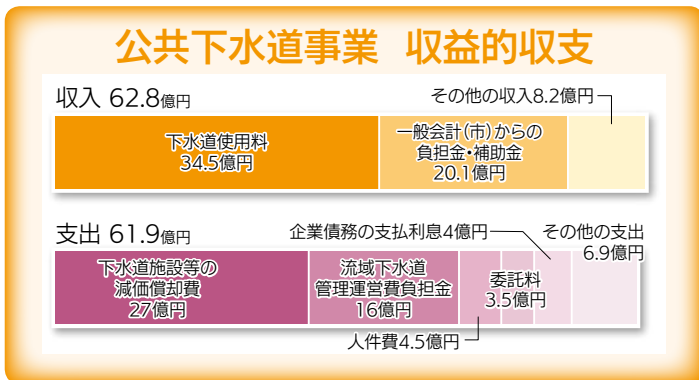 公共下水道事業 収益的収支
収入 62.8億円
その他の収入8.2億円
下水道使用料
34.5億円
一般会計(市)からの
負担金・補助金
20.1億円
支出 61.9億円
企業債務の支払利息4億円
その他の支出
6.9億円
下水道施設等の
減価償却費
27億円
流域下水道
管理運営費負担金
16億円
委託料
3.5億円
人件費4.5億円